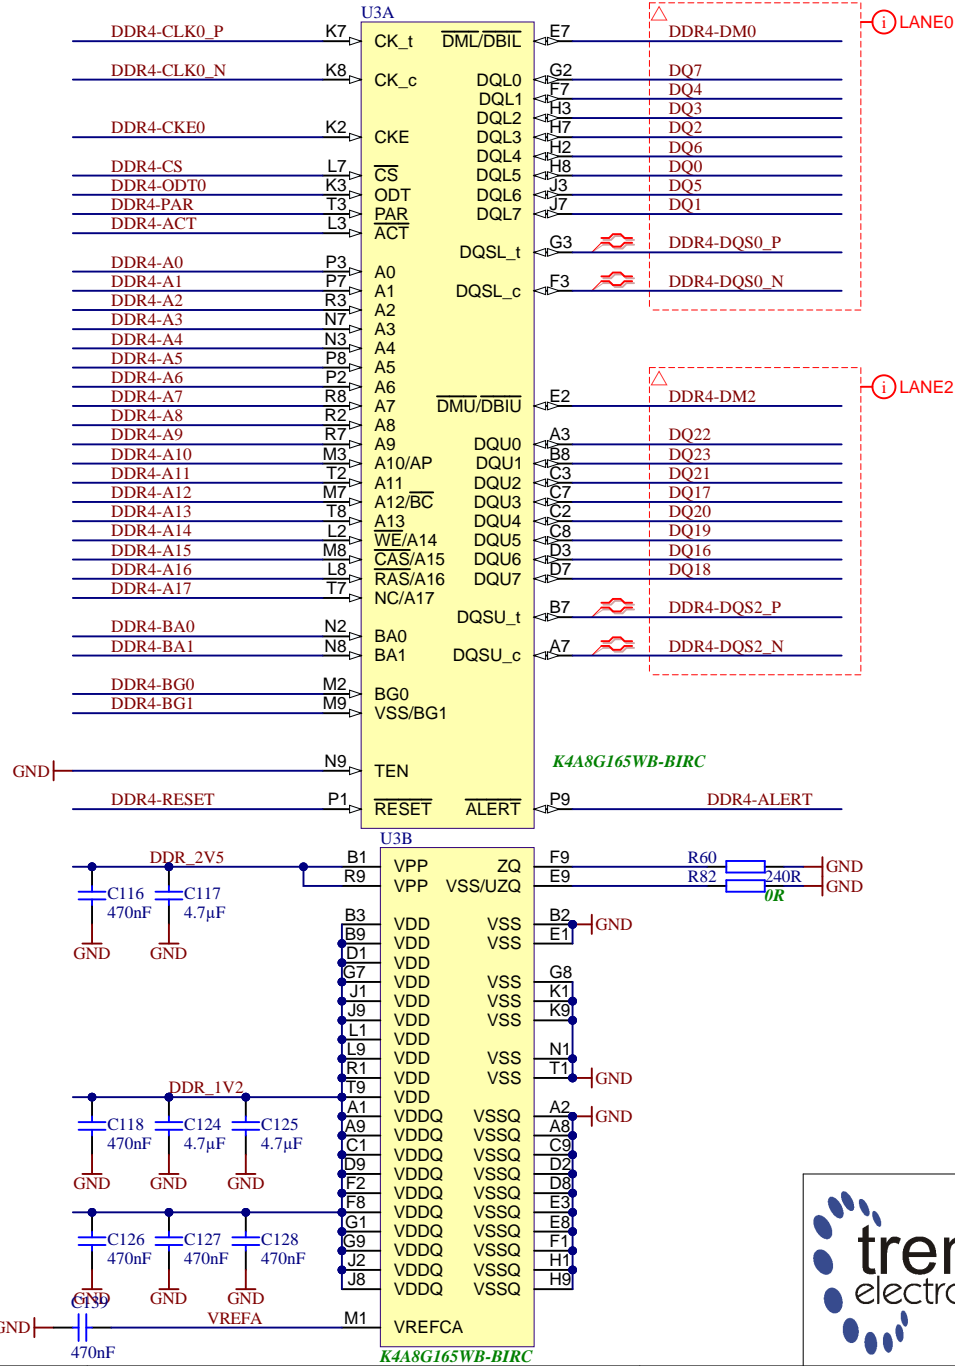 U3A
DDR4-CLK0_P K7 CK_t DML/DBIL E7 DDR4-DM0
LANE0
DDR4-CLK0_N K8 CK_c DQL0 G2 DQ7
DQL1 F7 DQ4
DQL2 H3 DQ3
DDR4-CKE0 K2 CKE DQL3 H7 DQ2
DQL4 H2 DQ6
DDR4-CS L7 CS DQL5 H8 DQ0
DDR4-ODT0 K3 ODT DQL6 J3 DQ5
DDR4-PAR T3 PAR DQL7 J7 DQ1
DDR4-ACT L3 ACT
DQSL_t G3 DDR4-DQS0_P
DDR4-A0 P3 A0
DDR4-A1 P7 A1 DQSL_c F3 DDR4-DQS0_N
DDR4-A2 R3 A2
DDR4-A3 N7 A3
DDR4-A4 N3 A4
DDR4-A5 P8 A5
DDR4-A6 P2 A6
LANE2
DDR4-A7 R8 A7 DMU/DBIU E2 DDR4-DM2
DDR4-A8 R2 A8
DDR4-A9 R7 A9 DQU0 A3 DQ22
DDR4-A10 M3 A10/AP DQU1 B8 DQ23
DDR4-A11 T2 A11 DQU2 C3 DQ21
DDR4-A12 M7 A12/BC DQU3 C7 DQ17
DDR4-A13 T8 A13 DQU4 C2 DQ20
DDR4-A14 L2 WE/A14 DQU5 C8 DQ19
DDR4-A15 M8 CAS/A15 DQU6 D3 DQ16
DDR4-A16 L8 RAS/A16 DQU7 D7 DQ18
DDR4-A17 T7 NC/A17
DQSU_t B7 DDR4-DQS2_P
DDR4-BA0 N2 BA0
DDR4-BA1 N8 BA1 DQSU_c A7 DDR4-DQS2_N
DDR4-BG0 M2 BG0
DDR4-BG1 M9 VSS/BG1
GND N9 TEN
K4A8G165WB-BIRC
DDR4-RESET P1 RESET ALERT P9 DDR4-ALERT
U3B
DDR_2V5 B1 VPP ZQ F9 R60 240R GND
R9 VPP VSS/UZQ E9 R82 0R GND
C116 470nF GND
C117 4.7µF GND
B3 VDD VSS B2 GND
B9 VDD VSS E1
D1 VDD
G7 VDD VSS G8
J1 VDD VSS K1
J9 VDD VSS K9
L1 VDD
L9 VDD VSS N1
R1 VDD VSS T1 GND
DDR_1V2 T9 VDD
A1 VDDQ VSSQ A2 GND
A9 VDDQ VSSQ A8
C1 VDDQ VSSQ C9
D9 VDDQ VSSQ D2
F2 VDDQ VSSQ D8
F8 VDDQ VSSQ E3
G1 VDDQ VSSQ E8
G9 VDDQ VSSQ F1
J2 VDDQ VSSQ H1
J8 VDDQ VSSQ H9
C118 470nF GND
C124 4.7µF GND
C125 4.7µF GND
C126 470nF GND
C127 470nF GND
C128 470nF GND
GND C139 470nF VREFA M1 VREFCA
K4A8G165WB-BIRC
tren
electro